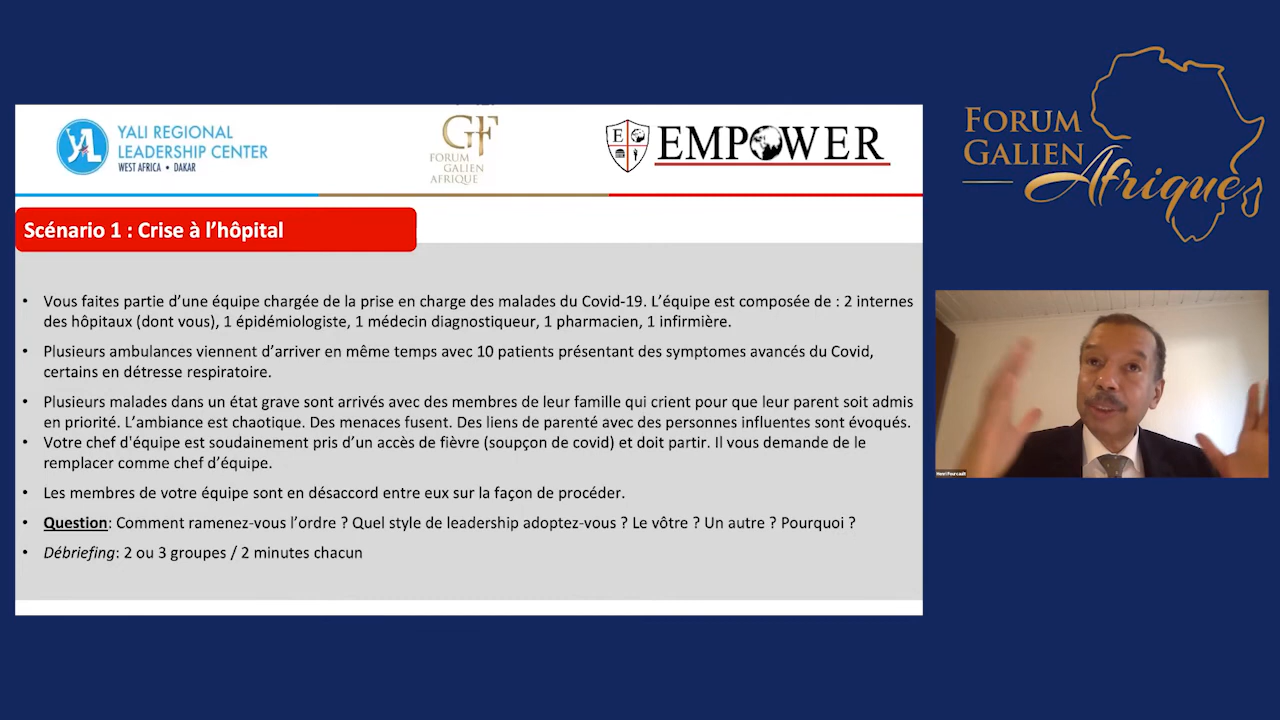 YALI REGIONAL
LEADERSHIP CENTER
WEST AFRICA • DAKAR
GF
FORUM
GALIEN
AFRIQUE
E
EMPOWER
FORUM
GALIEN
Afrique
Scénario 1 : Crise à l’hôpital
• Vous faites partie d’une équipe chargée de la prise en charge des malades du Covid-19. L’équipe est composée de : 2 internes
des hôpitaux (dont vous), 1 épidémiologiste, 1 médecin diagnostiqueur, 1 pharmacien, 1 infirmière.
• Plusieurs ambulances viennent d’arriver en même temps avec 10 patients présentant des symptomes avancés du Covid,
certains en détresse respiratoire.
• Plusieurs malades dans un état grave sont arrivés avec des membres de leur famille qui crient pour que leur parent soit admis
en priorité. L’ambiance est chaotique. Des menaces fusent. Des liens de parenté avec des personnes influentes sont évoqués.
• Votre chef d'équipe est soudainement pris d’un accès de fièvre (soupçon de covid) et doit partir. Il vous demande de le
remplacer comme chef d’équipe.
• Les membres de votre équipe sont en désaccord entre eux sur la façon de procéder.
• Question: Comment ramenez-vous l’ordre ? Quel style de leadership adoptez-vous ? Le vôtre ? Un autre ? Pourquoi ?
• Débriefing: 2 ou 3 groupes / 2 minutes chacun